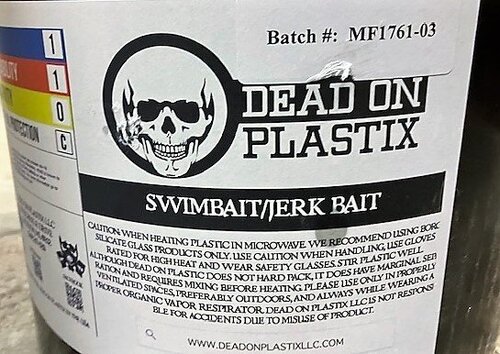 Batch #: MF1761-03
1
1
0
C
DEAD ON
PLASTIX
SWIMBAIT/JERK BAIT
CAUTION WHEN HEATING PLASTIC IN MICROWAVE. WE RECOMMEND USING BORO
SILICATE GLASS PRODUCTS ONLY. USE CAUTION WHEN HANDLING, USE GLOVES
RATED FOR HIGH HEAT AND WEAR SAFETY GLASSES. STIR PLASTIC WELL
ALTHOUGH DEAD ON PLASTIC DOES NOT HARD PACK, IT DOES HAVE MARGINAL SEP
RATION AND REQUIRES MIXING BEFORE HEATING. PLEASE USE ONLY IN PROPERLY
VENTILATED SPACES, PREFERABLY OUTDOORS, AND ALWAYS WHILE WEARING A
PROPER ORGANIC VAPOR RESPIRATOR. DEAD ON PLASTIX LLC IS NOT RESPONSI
BLE FOR ACCIDENTS DUE TO MISUSE OF PRODUCT.
WWW.DEADONPLASTIXLLC.COM